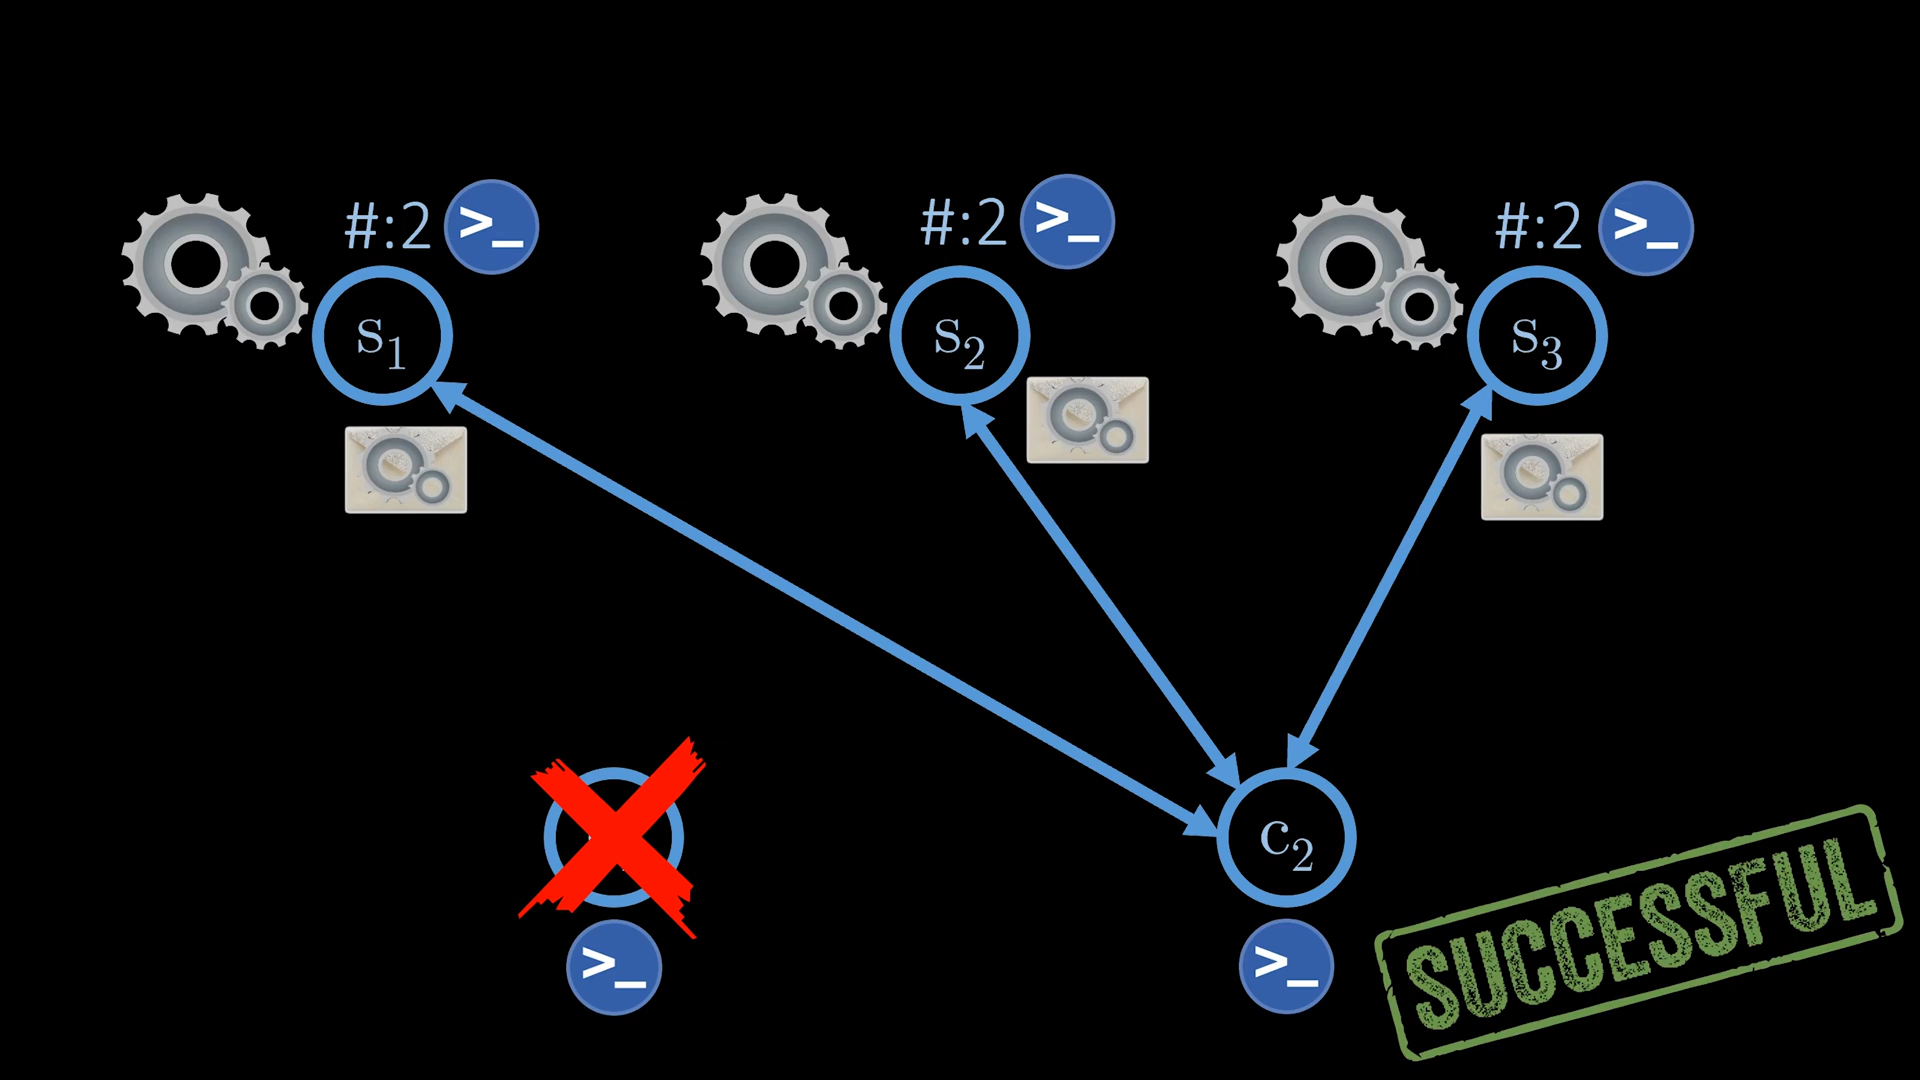 #:2 >_
#:2 >_
#:2 >_
s₁
s₂
s₃
c₂
>_
>_
SUCCESSFUL